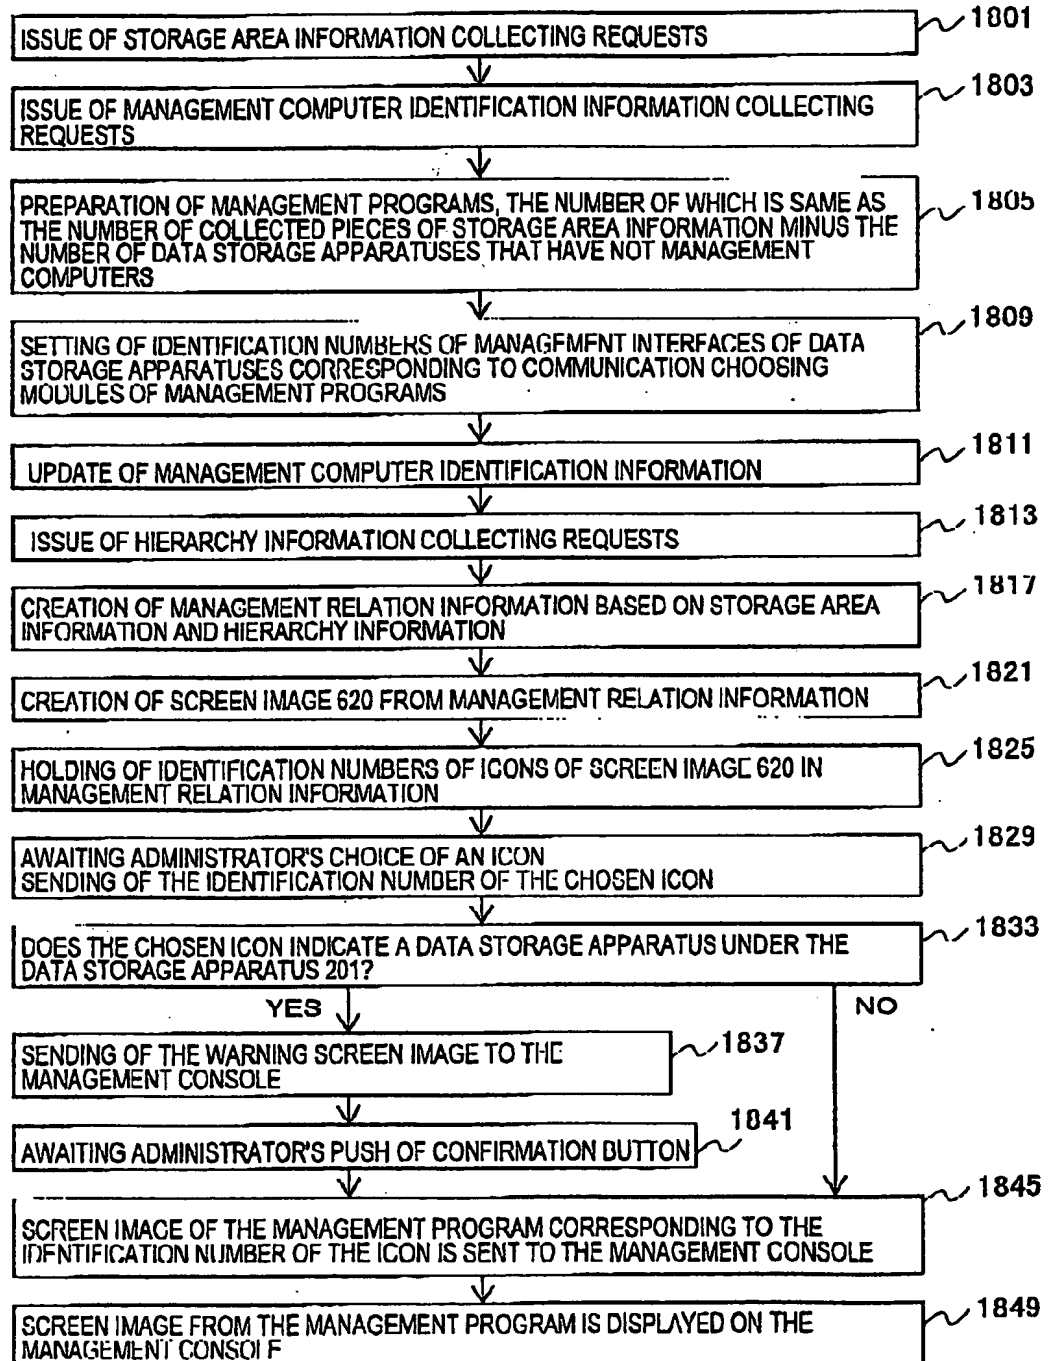 ISSUE OF STORAGE AREA INFORMATION COLLECTING REQUESTS
1801
ISSUE OF MANAGEMENT COMPUTER IDENTIFICATION INFORMATION COLLECTING
REQUESTS
1803
PREPARATION OF MANAGEMENT PROGRAMS, THE NUMBER OF WHICH IS SAME AS
THE NUMBER OF COLLECTED PIECES OF STORAGE AREA INFORMATION MINUS THE
NUMBER OF DATA STORAGE APPARATUSES THAT HAVE NOT MANAGEMENT
COMPUTERS
1805
SETTING OF IDENTIFICATION NUMBERS OF MANAGEMENT INTERFACES OF DATA
STORAGE APPARATUSES CORRESPONDING TO COMMUNICATION CHOOSING
MODULES OF MANAGEMENT PROGRAMS
1809
UPDATE OF MANAGEMENT COMPUTER IDENTIFICATION INFORMATION
1811
ISSUE OF HIERARCHY INFORMATION COLLECTING REQUESTS
1813
CREATION OF MANAGEMENT RELATION INFORMATION BASED ON STORAGE AREA
INFORMATION AND HIERARCHY INFORMATION
1817
CREATION OF SCREEN IMAGE 620 FROM MANAGEMENT RELATION INFORMATION
1821
HOLDING OF IDENTIFICATION NUMBERS OF ICONS OF SCREEN IMAGE 620 IN
MANAGEMENT RELATION INFORMATION
1825
AWAITING ADMINISTRATOR'S CHOICE OF AN ICON
SENDING OF THE IDENTIFICATION NUMBER OF THE CHOSEN ICON
1829
DOES THE CHOSEN ICON INDICATE A DATA STORAGE APPARATUS UNDER THE
DATA STORAGE APPARATUS 201?
1833
YES
NO
SENDING OF THE WARNING SCREEN IMAGE TO THE
MANAGEMENT CONSOLE
1837
AWAITING ADMINISTRATOR'S PUSH OF CONFIRMATION BUTTON
1841
SCREEN IMAGE OF THE MANAGEMENT PROGRAM CORRESPONDING TO THE
IDENTIFICATION NUMBER OF THE ICON IS SENT TO THE MANAGEMENT CONSOLE
1845
SCREEN IMAGE FROM THE MANAGEMENT PROGRAM IS DISPLAYED ON THE
MANAGEMENT CONSOLE
1849